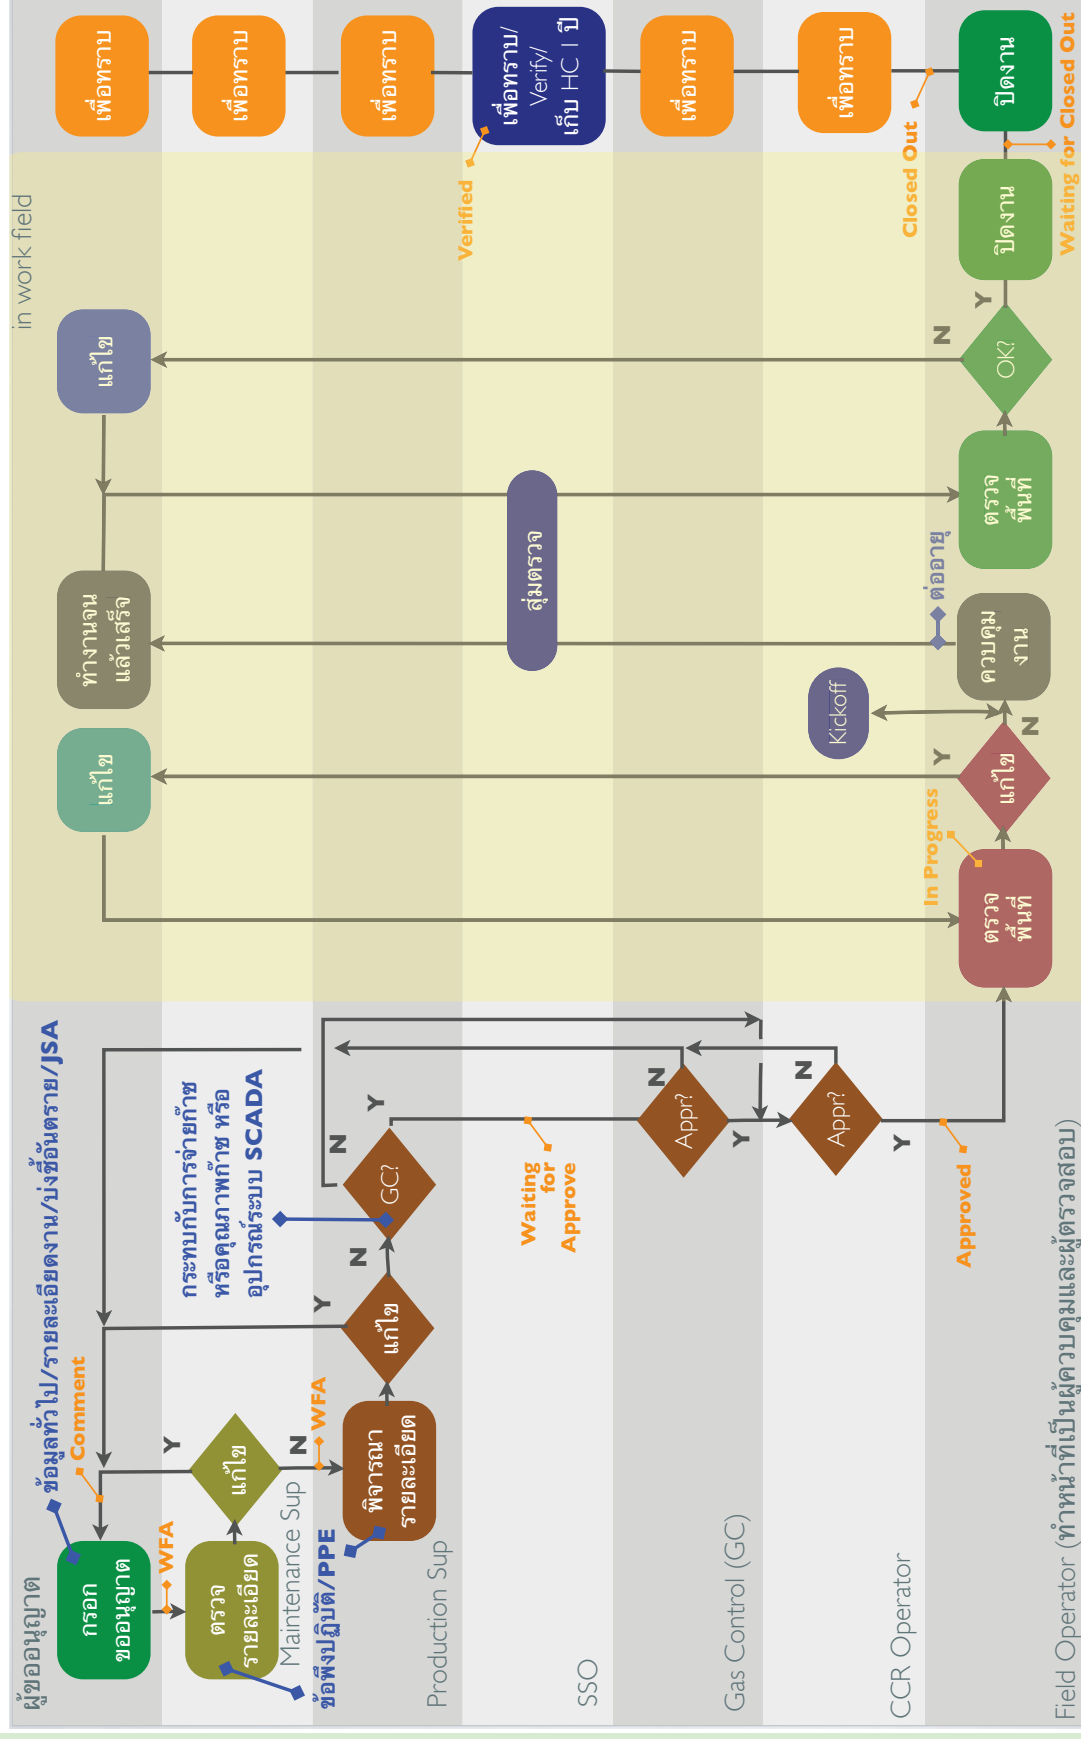 ผู้ขออนุญาต
กรอก
ขออนุญาต
ข้อมูลทั่วไป/รายละเอียดงาน/บ่งชี้อันตราย/JSA
Comment
WFA
ตรวจ
รายละเอียด
แก้ไข
Y
N
Maintenance Sup
ข้อพึงปฏิบัติ/PPE
WFA
พิจารณา
รายละเอียด
แก้ไข
Y
N
GC?
N
Y
กระทบกับการจ่ายก๊าซ
หรือคุณภาพก๊าซ หรือ
อุปกรณ์ระบบ SCADA
Production Sup
SSO
Waiting
for
Approve
Gas Control (GC)
Appr?
N
Y
CCR Operator
Appr?
N
Y
Approved
Field Operator (ทำหน้าที่เป็นผู้ควบคุมและผู้ตรวจสอบ)
in work field
ตรวจ
พื้นที่
In Progress
แก้ไข
Y
N
แก้ไข
Kickoff
ควบคุม
งาน
ต่ออายุ
ทำงานจน
แล้วเสร็จ
สุ่มตรวจ
ตรวจ
พื้นที่
OK?
N
Y
แก้ไข
ปิดงาน
Waiting for Closed Out
ปิดงาน
Closed Out
Verified
เพื่อทราบ
เพื่อทราบ
เพื่อทราบ
เพื่อทราบ/
Verify/
เก็บ HC 1 ปี
เพื่อทราบ
เพื่อทราบ